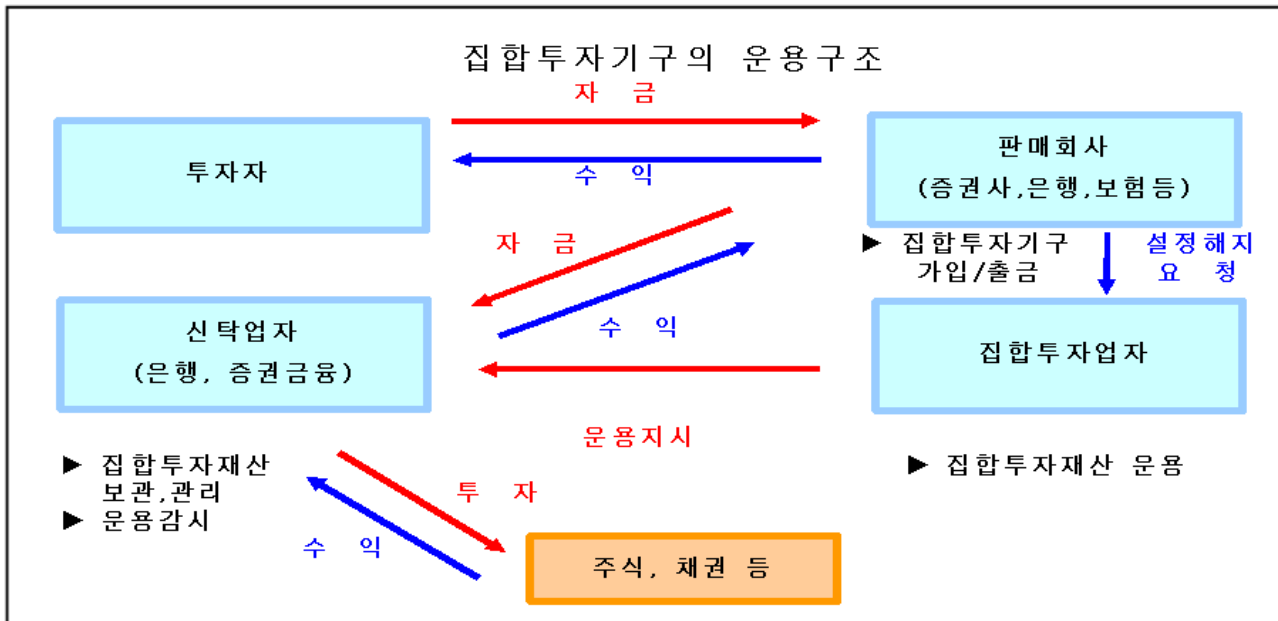 집합투자기구의 운용구조
자 금
투자자
수 익
판매회사
(증권사,은행,보험등)
자 금
▶ 집합투자기구
가입/출금
설정해지
요 청
신탁업자
(은행, 증권금융)
수 익
집합투자업자
운용지시
▶ 집합투자재산
보관,관리
▶ 운용감시
투 자
수 익
▶ 집합투자재산 운용
주식, 채권 등